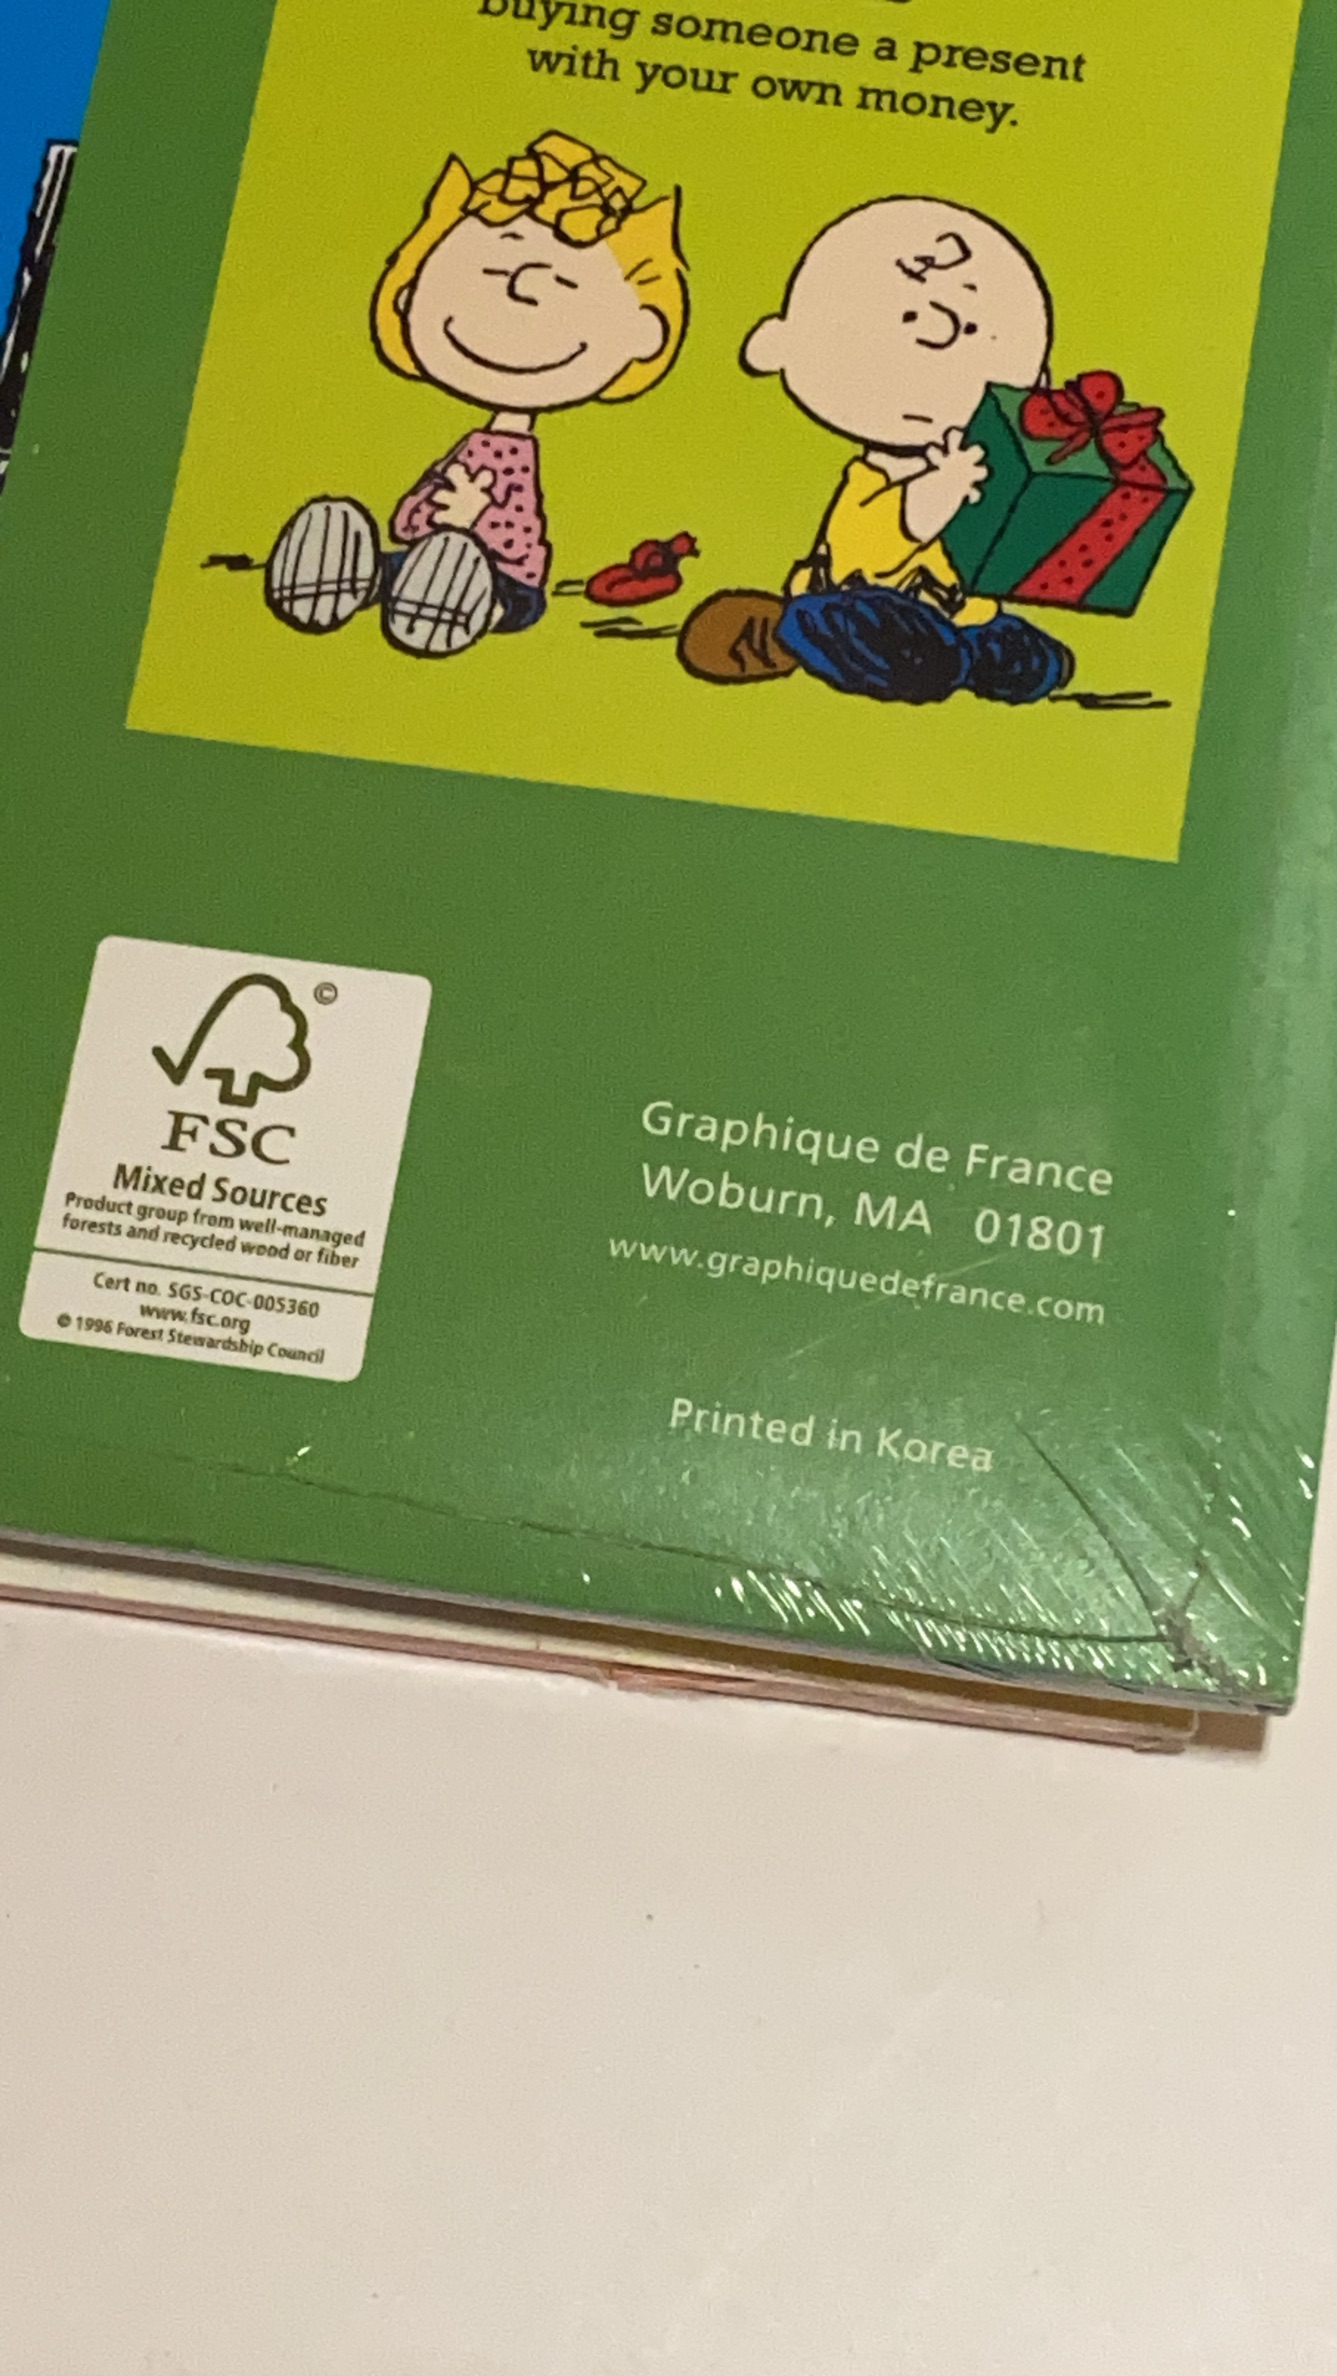 buying someone a present
with your own money.
©
FSC
Mixed Sources
Product group from well-managed
forests and recycled wood or fiber
Cert no. SGS-COC-005360
www.fsc.org
© 1996 Forest Stewardship Council
Graphique de France
Woburn, MA 01801
www.graphiquedefrance.com
Printed in Korea